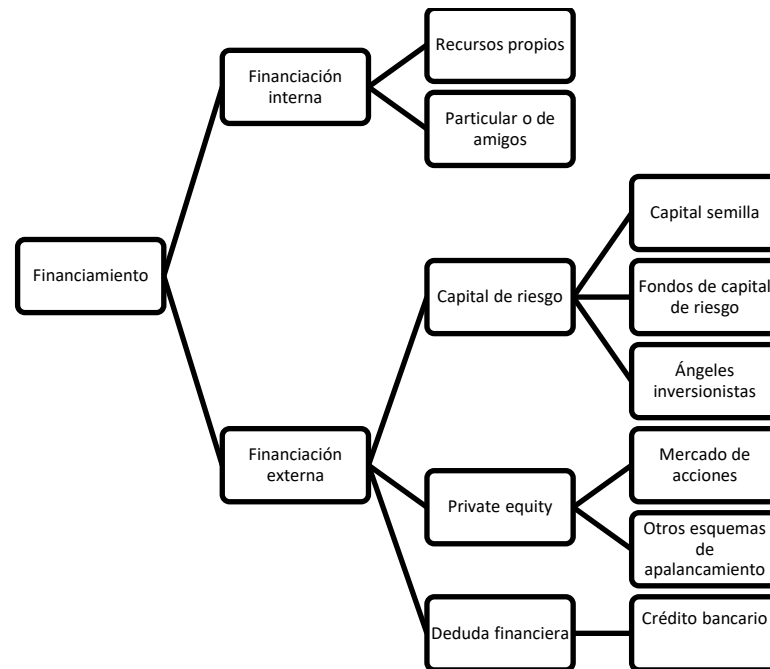 Recursos propios
Financiación
interna
Particular o de
amigos
Financiamiento
Capital semilla
Capital de riesgo
Fondos de capital
de riesgo
Ángeles
inversionistas
Financiación
externa
Mercado de
acciones
Private equity
Otros esquemas
de
apalancamiento
Deduda financiera
Crédito bancario